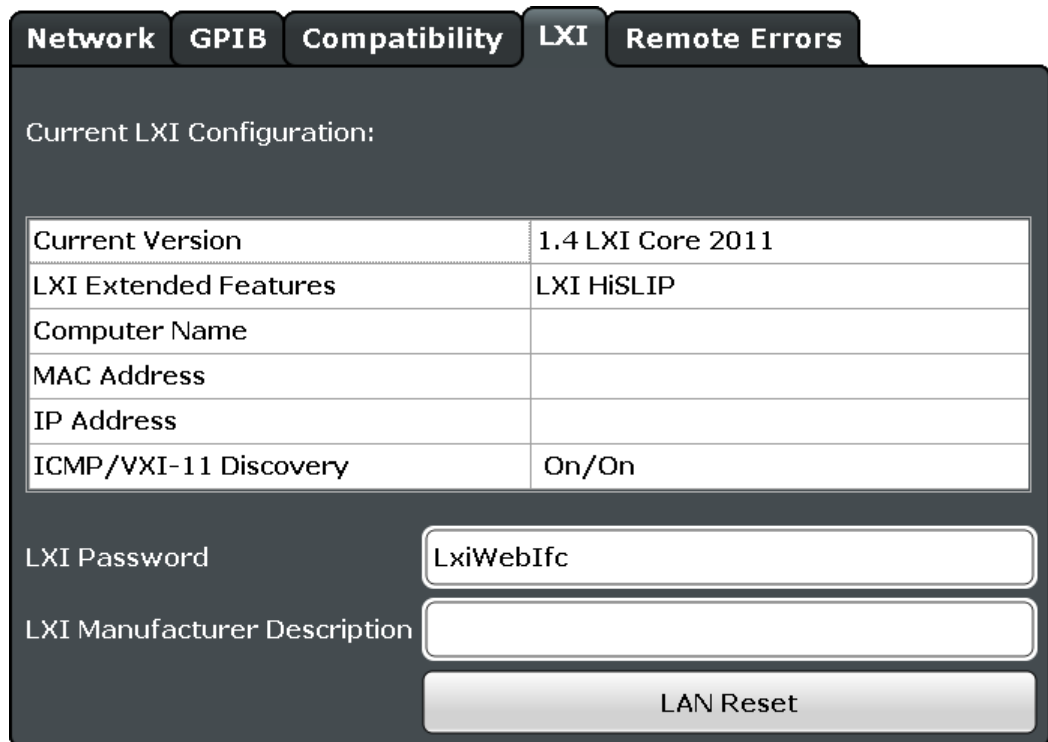 Network GPIB Compatibility LXI Remote Errors
Current LXI Configuration:
Current Version 1.4 LXI Core 2011
LXI Extended Features LXI HiSLIP
Computer Name
MAC Address
IP Address
ICMP/VXI-11 Discovery On/On
LXI Password LxiWebIfc
LXI Manufacturer Description
LAN Reset